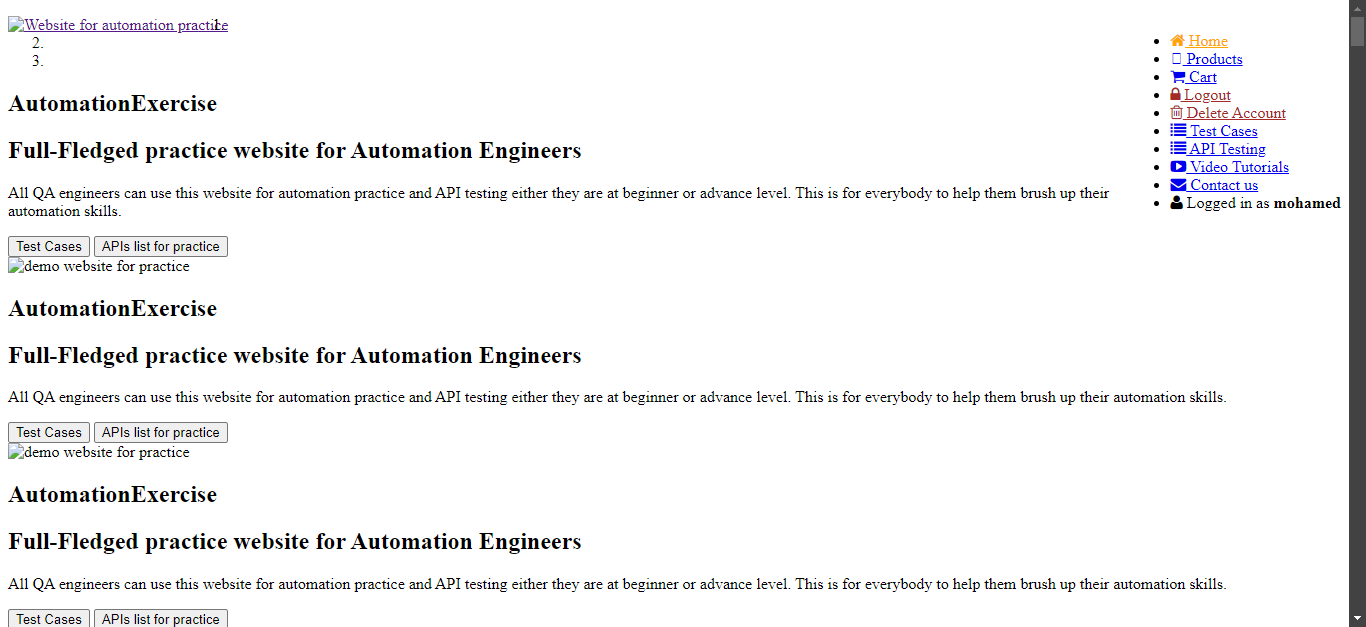 Website for automation practice
1.
2.
3.
Home
Products
Cart
Logout
Delete Account
Test Cases
API Testing
Video Tutorials
Contact us
Logged in as mohamed
AutomationExercise
Full-Fledged practice website for Automation Engineers
All QA engineers can use this website for automation practice and API testing either they are at beginner or advance level. This is for everybody to help them brush up their
automation skills.
Test Cases APIs list for practice
demo website for practice
AutomationExercise
Full-Fledged practice website for Automation Engineers
All QA engineers can use this website for automation practice and API testing either they are at beginner or advance level. This is for everybody to help them brush up their automation skills.
Test Cases APIs list for practice
demo website for practice
AutomationExercise
Full-Fledged practice website for Automation Engineers
All QA engineers can use this website for automation practice and API testing either they are at beginner or advance level. This is for everybody to help them brush up their automation skills.
Test Cases APIs list for practice